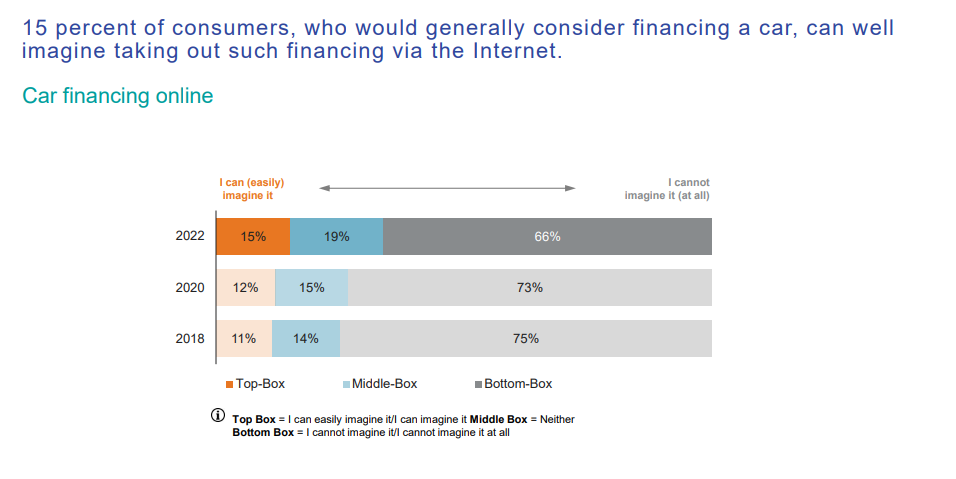 15 percent of consumers, who would generally consider financing a car, can well
imagine taking out such financing via the Internet.
Car financing online
I can (easily)
imagine it
I cannot
imagine it (at all)
2022
15%
19%
66%
2020
12%
15%
73%
2018
11%
14%
75%
Top-Box
Middle-Box
Bottom-Box
i
Top Box = I can easily imagine it/I can imagine it Middle Box = Neither
Bottom Box = I cannot imagine it/I cannot imagine it at all